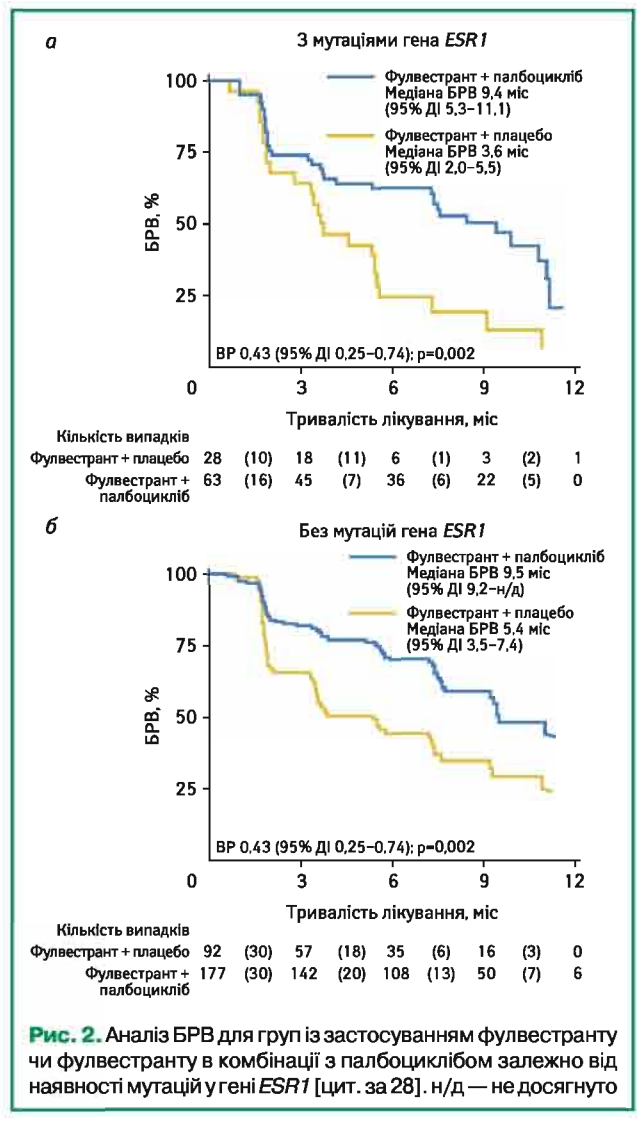 а
З мутаціями гена ESR1
Фулвестрант + палбоцикліб
Медіана БРВ 9,4 міс
(95% ДІ 5,3–11,1)
Фулвестрант + плацебо
Медіана БРВ 3,6 міс
(95% ДІ 2,0–5,5)
БРВ, %
100
75
50
25
ВР 0,43 (95% ДІ 0,25–0,74); p=0,002
0 3 6 9 12
Тривалість лікування, міс
Кількість випадків
Фулвестрант + плацебо 28 (10) 18 (11) 6 (1) 3 (2) 1
Фулвестрант + 63 (16) 45 (7) 36 (6) 22 (5) 0
палбоцикліб
б
Без мутацій гена ESR1
Фулвестрант + палбоцикліб
Медіана БРВ 9,5 міс
(95% ДІ 9,2–н/д)
Фулвестрант + плацебо
Медіана БРВ 5,4 міс
(95% ДІ 3,5–7,4)
БРВ, %
100
75
50
25
ВР 0,43 (95% ДІ 0,25–0,74); p=0,002
0 3 6 9 12
Тривалість лікування, міс
Кількість випадків
Фулвестрант + плацебо 92 (30) 57 (18) 35 (6) 16 (3) 0
Фулвестрант + 177 (30) 142 (20) 108 (13) 50 (7) 6
палбоцикліб
Рис. 2. Аналіз БРВ для груп із застосуванням фулвестранту
чи фулвестранту в комбінації з палбоциклібом залежно від
наявності мутацій у гені ESR1 [цит. за 28]. н/д — не досягнуто